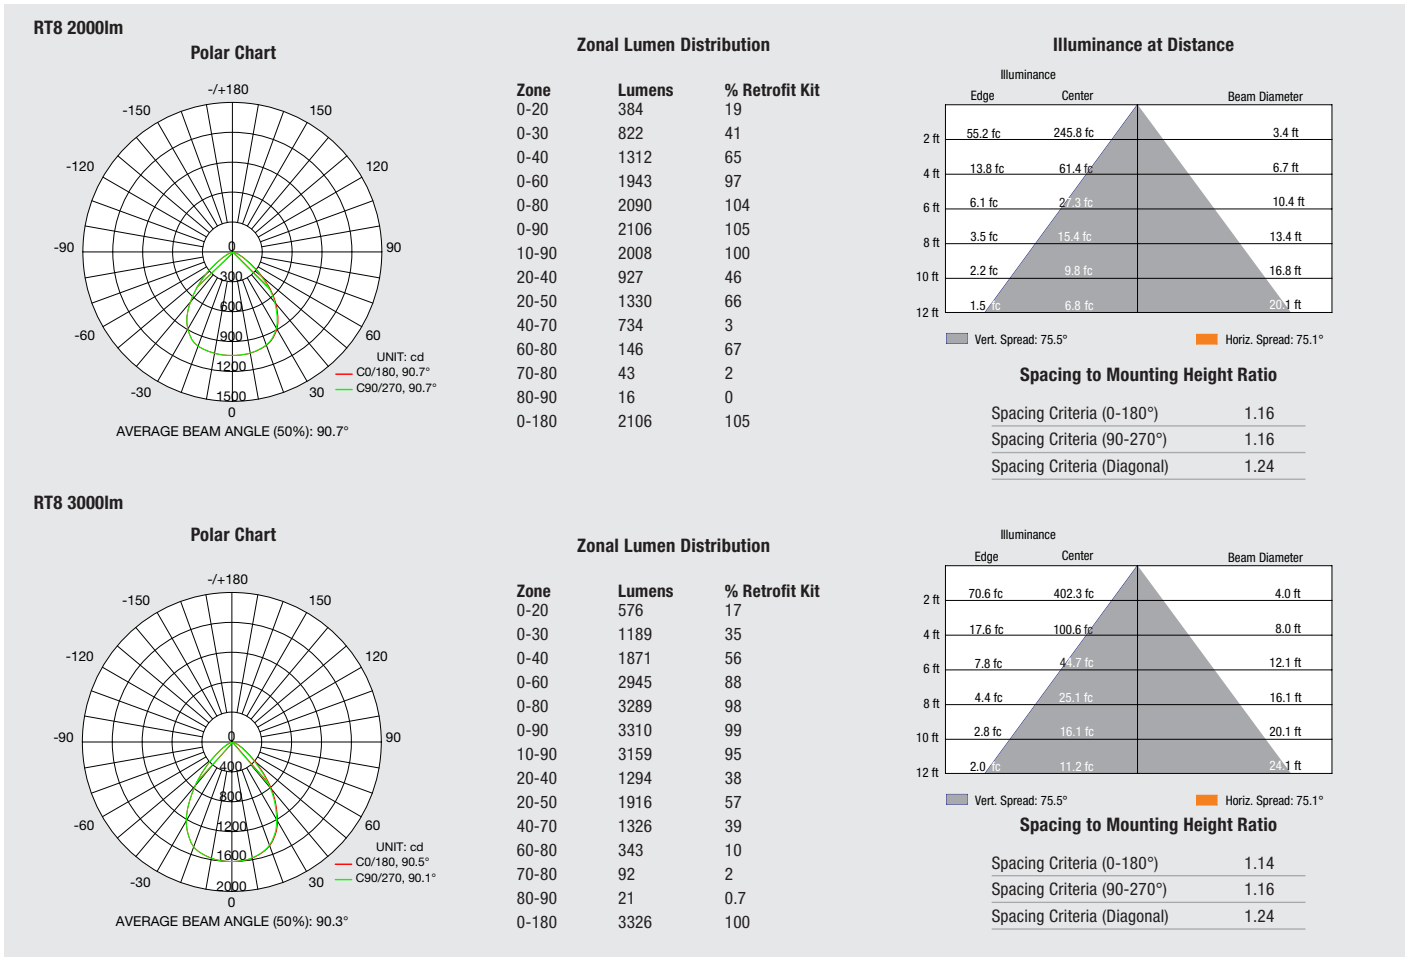 RT8 2000lm
Polar Chart
-/+180
-150
150
-120
120
-90
90
-60
60
-30
30
0
300
600
900
1200
1500
0
UNIT: cd
C0/180, 90.7°
C90/270, 90.7°
AVERAGE BEAM ANGLE (50%): 90.7°
Zonal Lumen Distribution
Zone Lumens % Retrofit Kit
0-20 384 19
0-30 822 41
0-40 1312 65
0-60 1943 97
0-80 2090 104
0-90 2106 105
10-90 2008 100
20-40 927 46
20-50 1330 66
40-70 734 3
60-80 146 67
70-80 43 2
80-90 16 0
0-180 2106 105
Illuminance at Distance
Illuminance
Edge Center Beam Diameter
2 ft 55.2 fc 245.8 fc 3.4 ft
4 ft 13.8 fc 61.4 fc 6.7 ft
6 ft 6.1 fc 27.3 fc 10.4 ft
8 ft 3.5 fc 15.4 fc 13.4 ft
10 ft 2.2 fc 9.8 fc 16.8 ft
12 ft 1.5 fc 6.8 fc 20.1 ft
Vert. Spread: 75.5° Horiz. Spread: 75.1°
Spacing to Mounting Height Ratio
Spacing Criteria (0-180°) 1.16
Spacing Criteria (90-270°) 1.16
Spacing Criteria (Diagonal) 1.24
RT8 3000lm
Polar Chart
-/+180
-150
150
-120
120
-90
90
-60
60
-30
30
0
400
800
1200
1600
2000
0
UNIT: cd
C0/180, 90.5°
C90/270, 90.1°
AVERAGE BEAM ANGLE (50%): 90.3°
Zonal Lumen Distribution
Zone Lumens % Retrofit Kit
0-20 576 17
0-30 1189 35
0-40 1871 56
0-60 2945 88
0-80 3289 98
0-90 3310 99
10-90 3159 95
20-40 1294 38
20-50 1916 57
40-70 1326 39
60-80 343 10
70-80 92 2
80-90 21 0.7
0-180 3326 100
Illuminance
Edge Center Beam Diameter
2 ft 70.6 fc 402.3 fc 4.0 ft
4 ft 17.6 fc 100.6 fc 8.0 ft
6 ft 7.8 fc 44.7 fc 12.1 ft
8 ft 4.4 fc 25.1 fc 16.1 ft
10 ft 2.8 fc 16.1 fc 20.1 ft
12 ft 2.0 fc 11.2 fc 24.1 ft
Vert. Spread: 75.5° Horiz. Spread: 75.1°
Spacing to Mounting Height Ratio
Spacing Criteria (0-180°) 1.14
Spacing Criteria (90-270°) 1.16
Spacing Criteria (Diagonal) 1.24